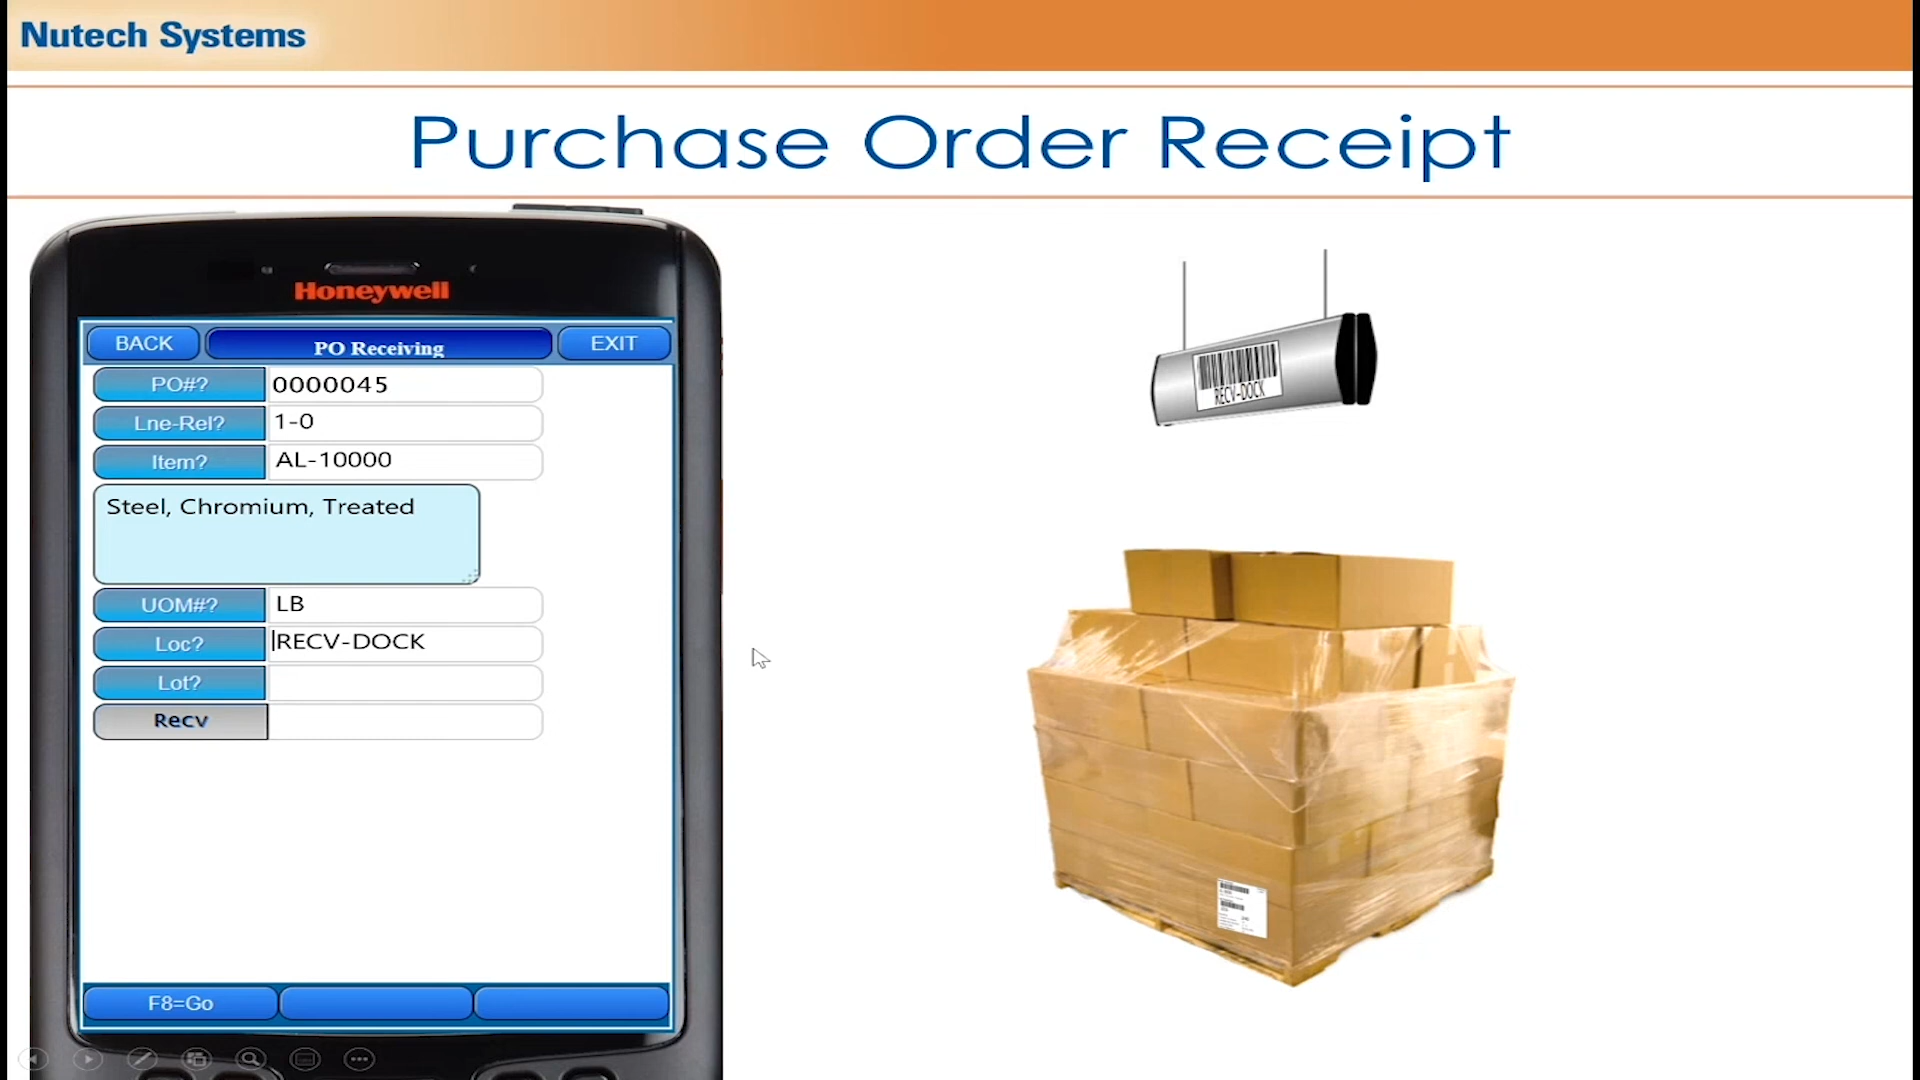 Nutech Systems
Purchase Order Receipt
Honeywell
BACK
PO Receiving
EXIT
PO#? 0000045
Lne-Rel? 1-0
Item? AL-10000
Steel, Chromium, Treated
UOM#? LB
Loc? RECV-DOCK
Lot?
Recv
F8=Go
RECV-DOCK